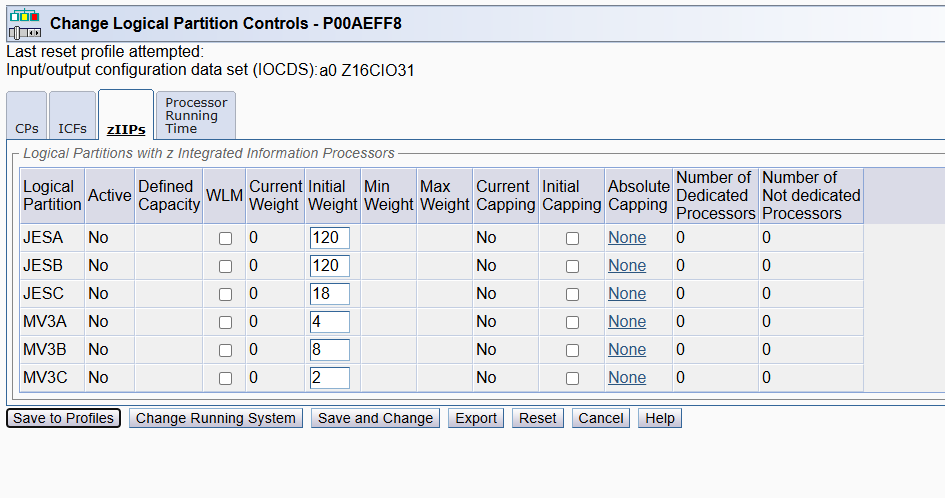 Change Logical Partition Controls - P00AEFF8
Last reset profile attempted:
Input/output configuration data set (IOCDS): a0 Z16CIO31
CPs ICFs zIIPs Processor Running Time
Logical Partitions with z Integrated Information Processors
Logical Partition Active Defined Capacity WLM Current Weight Initial Weight Min Weight Max Weight Current Capping Initial Capping Absolute Capping Number of Dedicated Processors Number of Not dedicated Processors
JESA No 0 120 No None 0 0
JESB No 0 120 No None 0 0
JESC No 0 18 No None 0 0
MV3A No 0 4 No None 0 0
MV3B No 0 8 No None 0 0
MV3C No 0 2 No None 0 0
Save to Profiles Change Running System Save and Change Export Reset Cancel Help